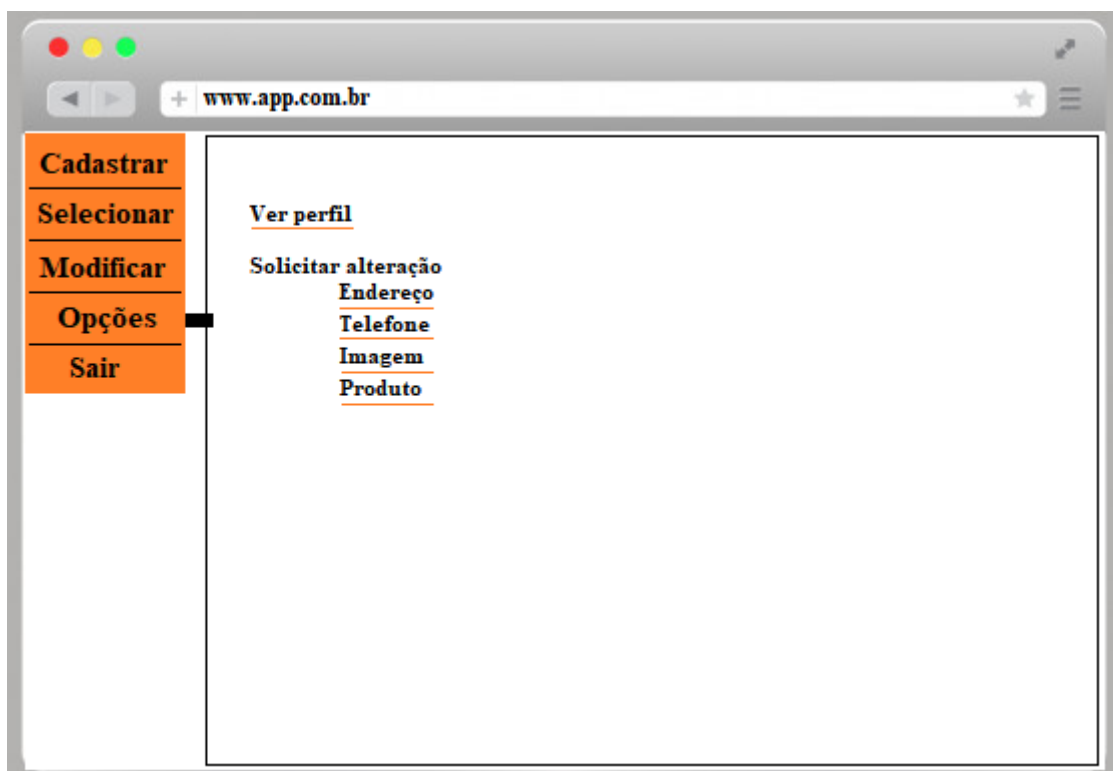 www.app.com.br
Cadastrar
Selecionar
Modificar
Opções
Sair
Ver perfil
Solicitar alteração
Endereço
Telefone
Imagem
Produto